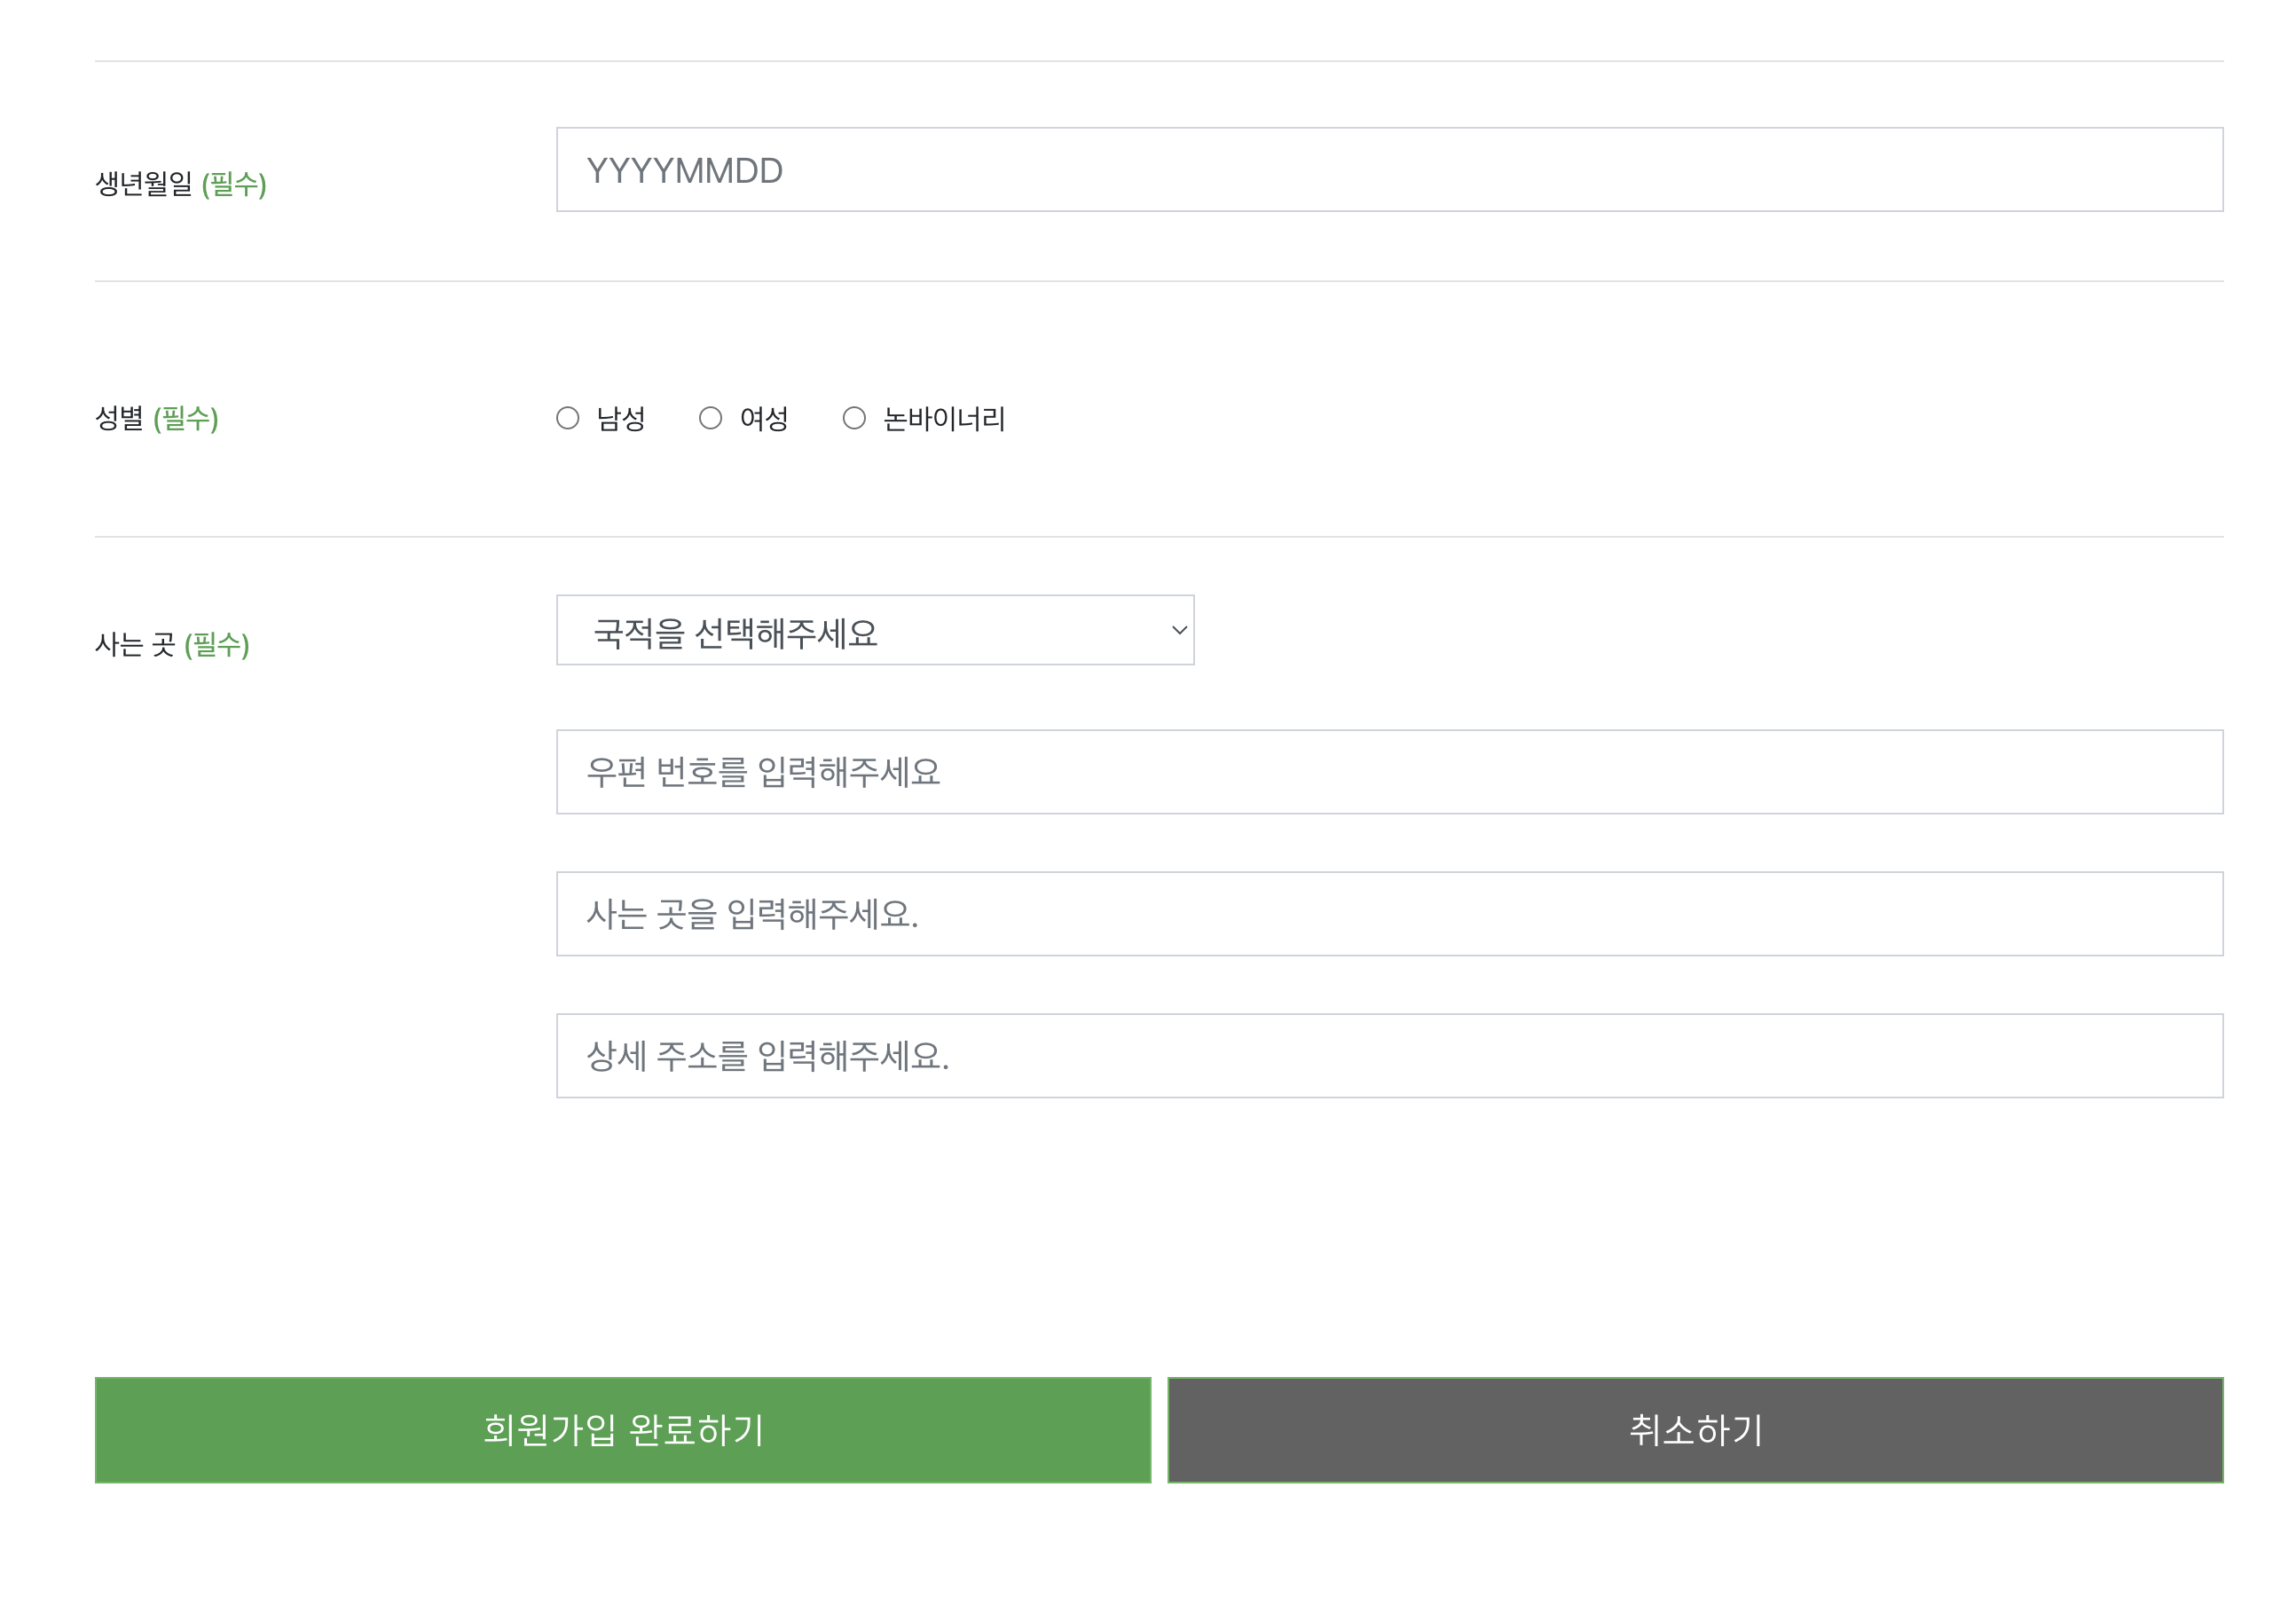 생년월일 (필수)
YYYYMMDD
성별 (필수)
남성 여성 논바이너리
사는 곳 (필수)
국적을 선택해주세요
우편 번호를 입력해주세요
사는 곳을 입력해주세요.
상세 주소를 입력해주세요.
회원가입 완료하기
취소하기